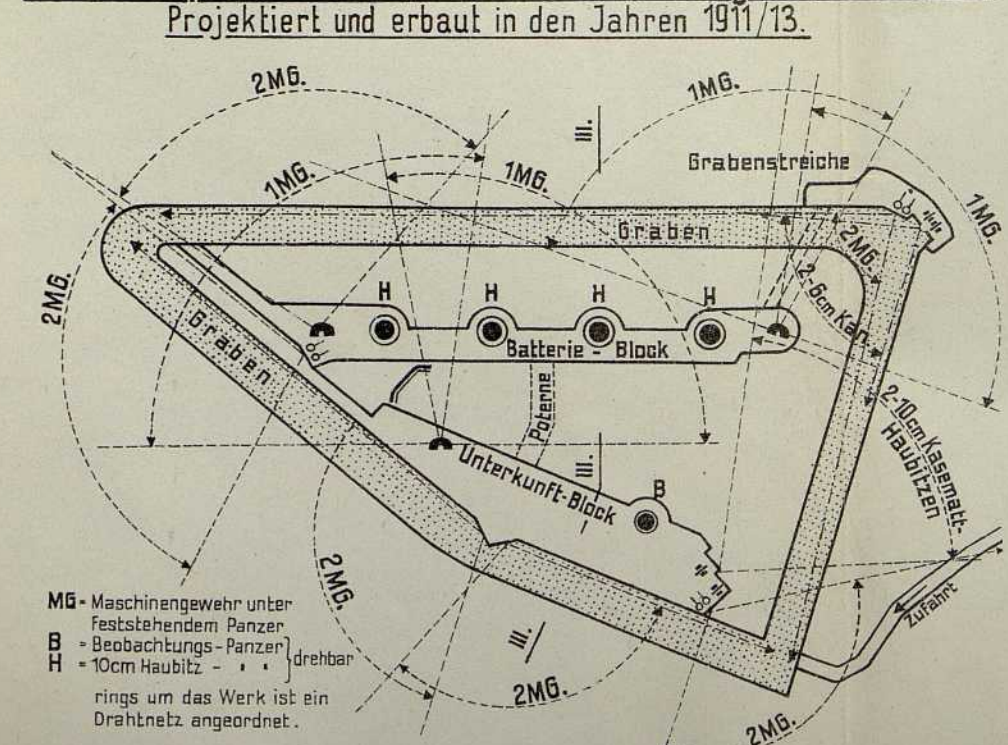 Projektiert und erbaut in den Jahren 1911/13.
2MG.
1MG.
III.
Grabenstreiche
1MG.
1MG.
1MG.
2MG.
Graben
2MG.
2-6cm Kan.
H
H
H
H
Graben
Batterie - Block
Poterne
2-10cm Kasematt-
Haubitzen
III.
Unterkunft-Block
B
2MG.
Zufahrt
III.
2MG.
2MG.
MG = Maschinengewehr unter
feststehendem Panzer
B = Beobachtungs-Panzer
H = 10cm Haubitz - " "
drehbar
rings um das Werk ist ein
Drahtnetz angeordnet.